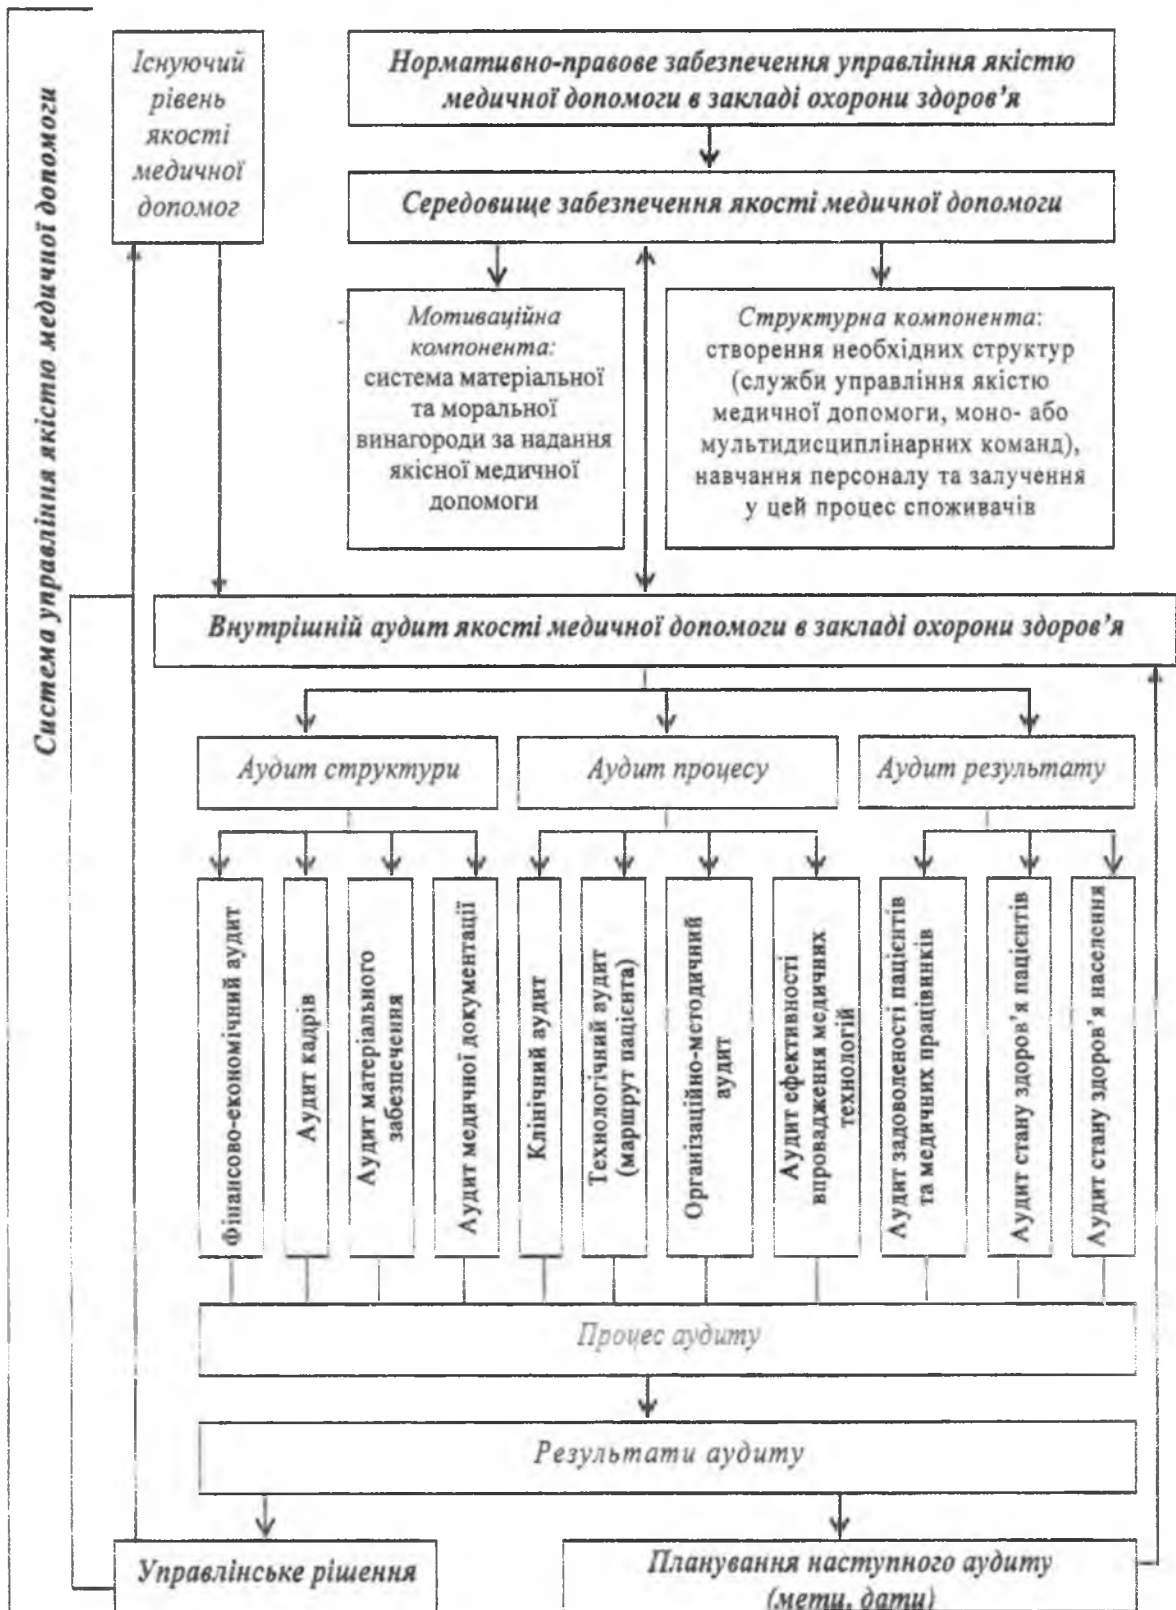 Система управління якістю медичної допомоги
Існуючий
рівень
якості
медичної
допомог
Нормативно-правове забезпечення управління якістю
медичної допомоги в закладі охорони здоров’я
Середовище забезпечення якості медичної допомоги
Мотиваційна
компонента:
система матеріальної
та моральної
винагороди за надання
якісної медичної
допомоги
Структурна компонента:
створення необхідних структур
(служби управління якістю
медичної допомоги, моно- або
мультидисциплінарних команд),
навчання персоналу та залучення
у цей процес споживачів
Внутрішній аудит якості медичної допомоги в закладі охорони здоров’я
Аудит структури
Аудит процесу
Аудит результату
Фінансово-економічний аудит
Аудит кадрів
Аудит матеріального
забезпечення
Аудит медичної документації
Клінічний аудит
Технологічний аудит
(маршрут пацієнта)
Організаційно-методичний
аудит
Аудит ефективності
впровадження медичних
технологій
Аудит задоволеності пацієнтів
та медичних працівників
Аудит стану здоров’я пацієнтів
Аудит стану здоров’я населення
Процес аудиту
Результати аудиту
Управлінське рішення
Планування наступного аудиту
(мети, дати)